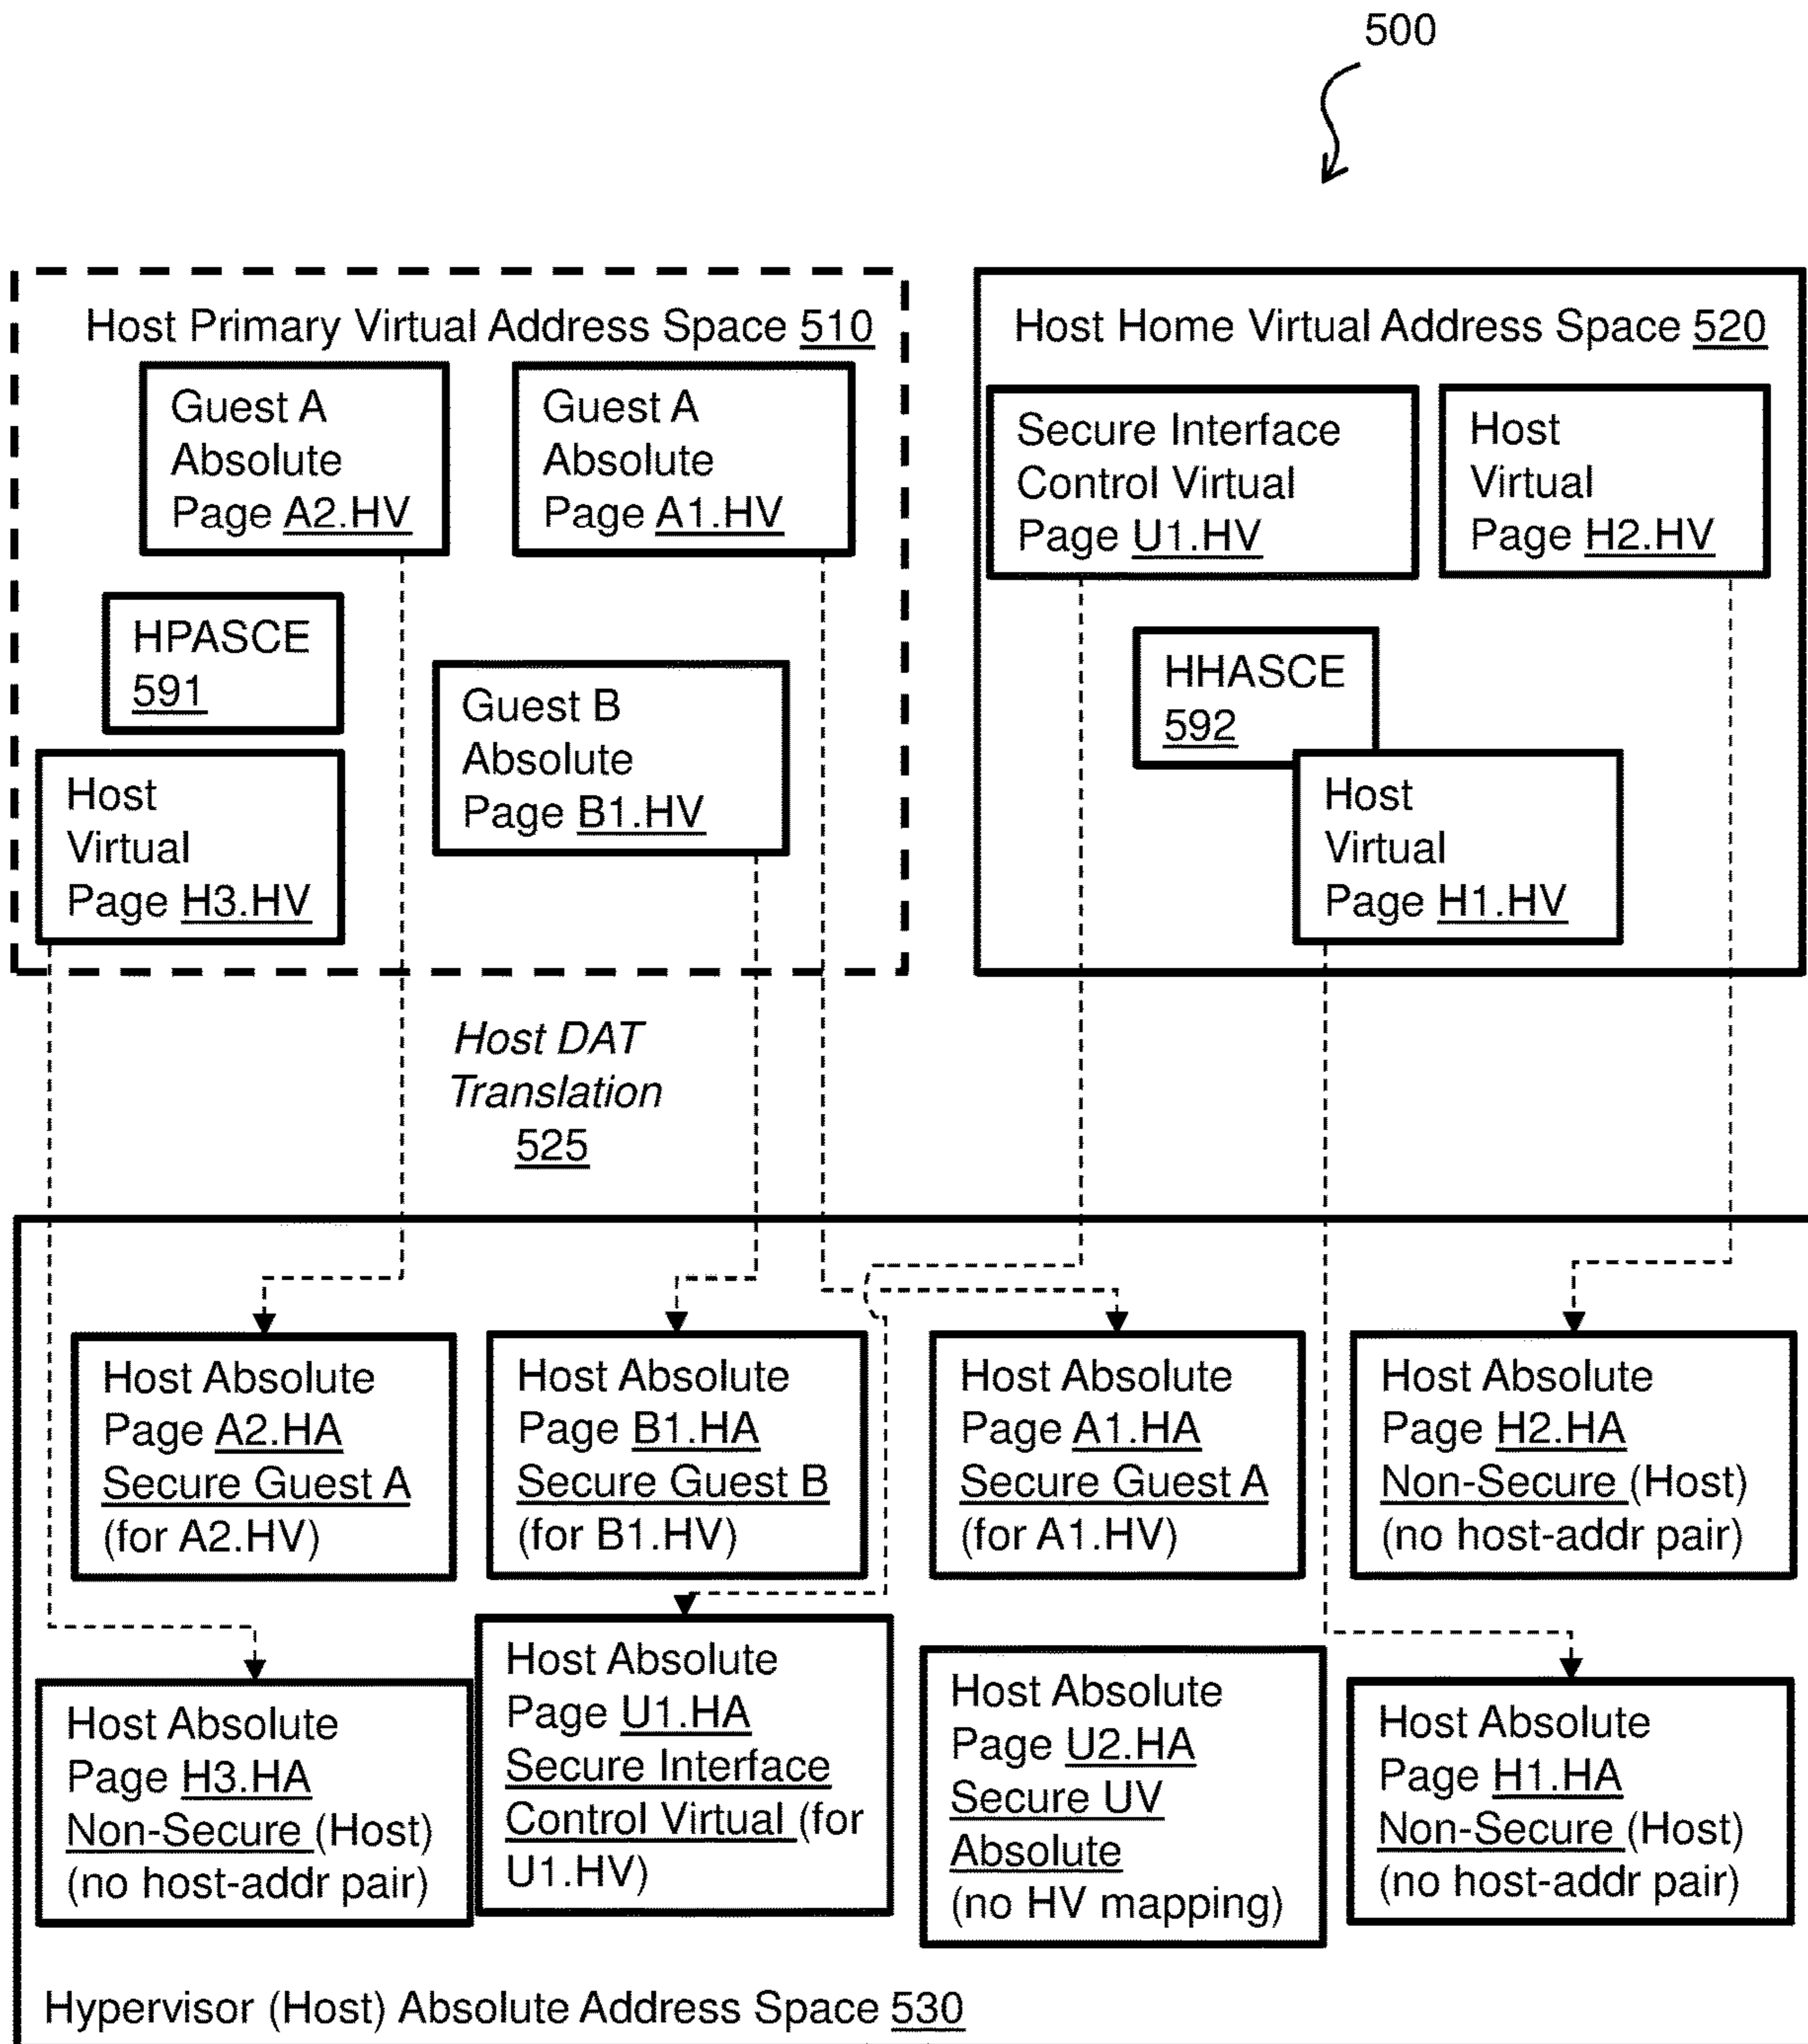 500
Host Primary Virtual Address Space 510
Guest A
Absolute
Page A2.HV
Guest A
Absolute
Page A1.HV
HPASCE
591
Guest B
Absolute
Page B1.HV
Host
Virtual
Page H3.HV
Host Home Virtual Address Space 520
Secure Interface
Control Virtual
Page U1.HV
Host
Virtual
Page H2.HV
HHASCE
592
Host
Virtual
Page H1.HV
Host DAT
Translation
525
Host Absolute
Page A2.HA
Secure Guest A
(for A2.HV)
Host Absolute
Page B1.HA
Secure Guest B
(for B1.HV)
Host Absolute
Page A1.HA
Secure Guest A
(for A1.HV)
Host Absolute
Page H2.HA
Non-Secure (Host)
(no host-addr pair)
Host Absolute
Page H3.HA
Non-Secure (Host)
(no host-addr pair)
Host Absolute
Page U1.HA
Secure Interface
Control Virtual (for
U1.HV)
Host Absolute
Page U2.HA
Secure UV
Absolute
(no HV mapping)
Host Absolute
Page H1.HA
Non-Secure (Host)
(no host-addr pair)
Hypervisor (Host) Absolute Address Space 530